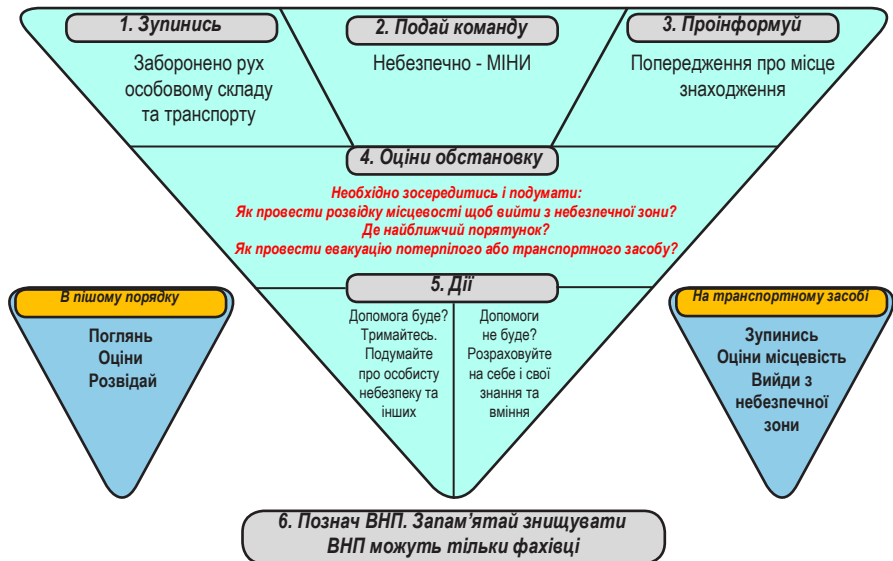 1. Зупинись
Заборонено рух
особовому складу
та транспорту
2. Подай команду
Небезпечно - МІНИ
3. Проінформуй
Попередження про місце
знаходження
4. Оціни обстановку
Необхідно зосередитись і подумати:
Як провести розвідку місцевості щоб вийти з небезпечної зони?
Де найближчий порятунок?
Як провести евакуацію потерпілого або транспортного засобу?
5. Дії
Допомога буде?
Тримайтесь.
Подумайте
про особисту
небезпеку та
інших
Допомоги
не буде?
Розраховуйте
на себе і свої
знання та
вміння
В пішому порядку
Поглянь
Оціни
Розвідай
На транспортному засобі
Зупинись
Оціни місцевість
Вийди з
небезпечної
зони
6. Познач ВНП. Запам’ятай знищувати
ВНП можуть тільки фахівці